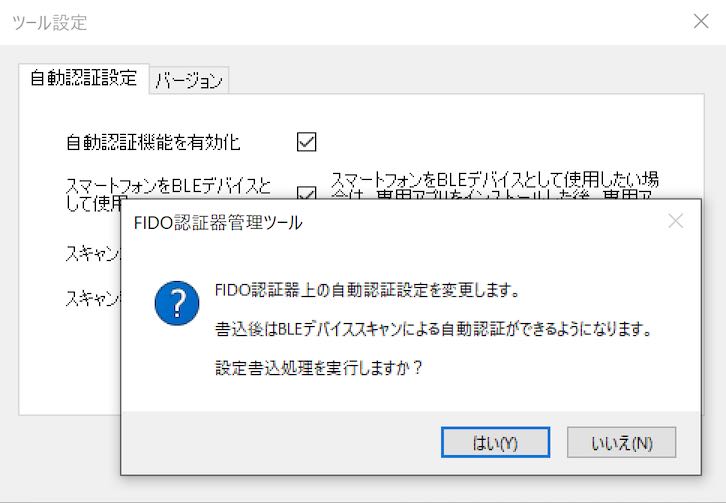 ツール設定
自動認証設定
バージョン
自動認証機能を有効化
スマートフォンをBLEデバイスと
して使用
スマートフォンをBLEデバイスとして使用したい場
合は、専用アプリをインストールした後、専用ア
スキャン
スキャン
FIDO認証器管理ツール
FIDO認証器上の自動認証設定を変更します。
書込後はBLEデバイススキャンによる自動認証ができるようになります。
設定書込処理を実行しますか?
はい(Y)
いいえ(N)